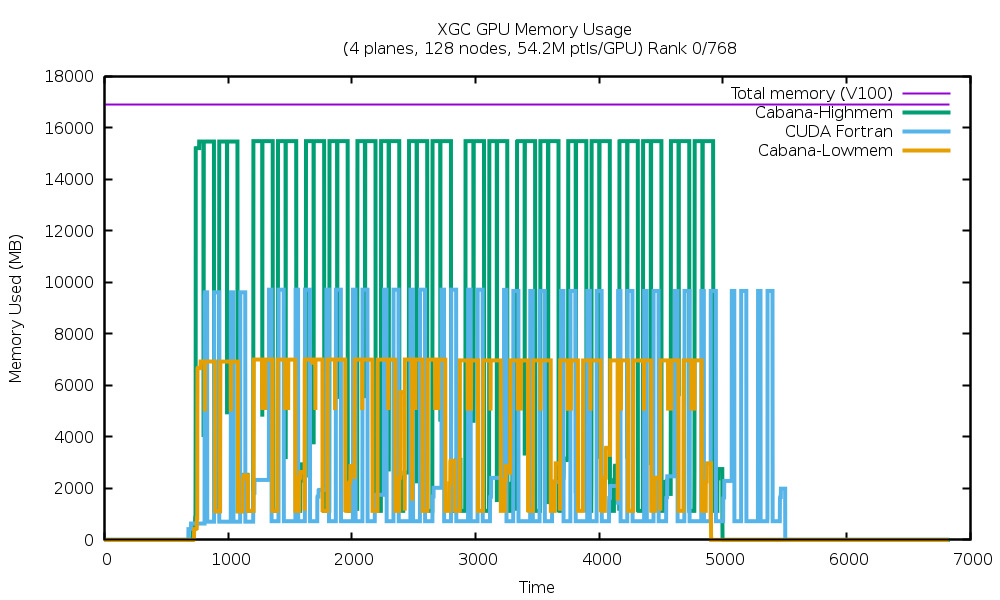 XGC GPU Memory Usage
(4 planes, 128 nodes, 54.2M ptls/GPU) Rank 0/768
Total memory (V100)
Cabana-Highmem
CUDA Fortran
Cabana-Lowmem
Memory Used (MB)
18000
16000
14000
12000
10000
8000
6000
4000
2000
0
0 1000 2000 3000 4000 5000 6000 7000
Time